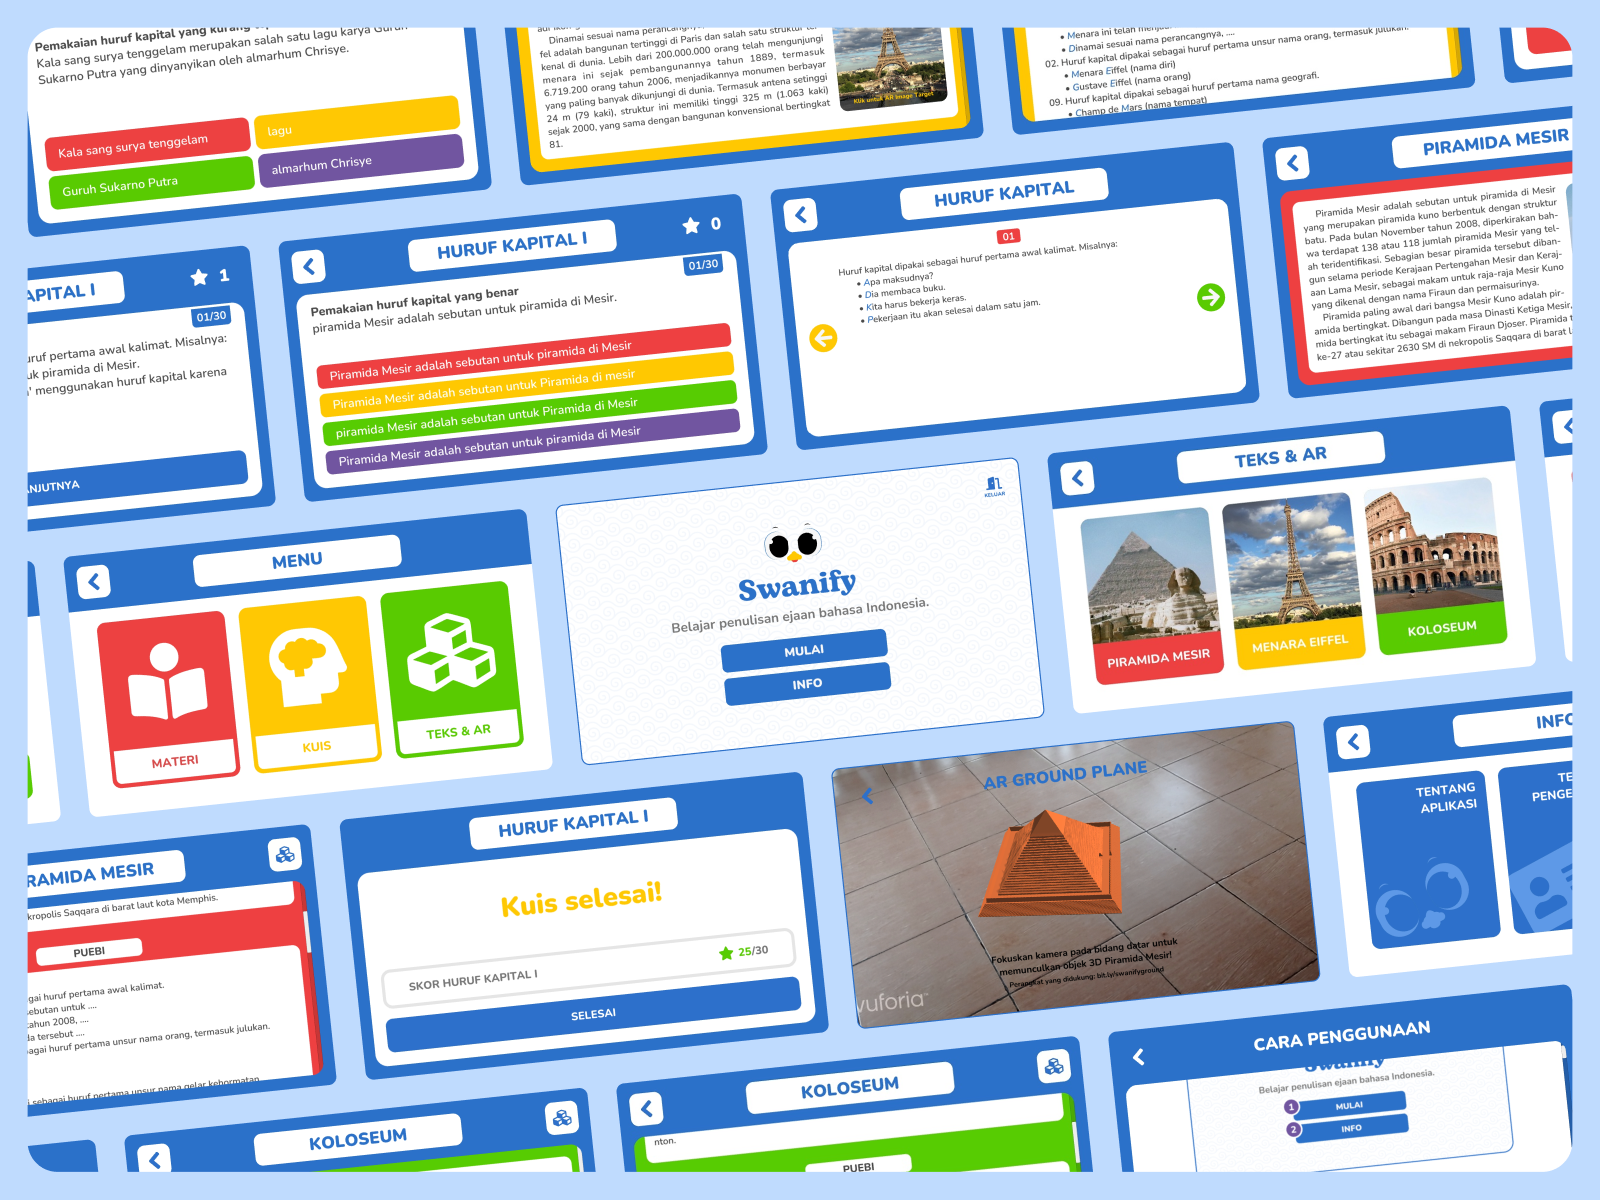 Pemakaian huruf kapital yang kurang
Kala sang surya tenggelam merupakan salah satu lagu karya Guruh
Sukarno Putra yang dinyanyikan oleh almarhum Chrisye.
Kala sang surya tenggelam
lagu
Guruh Sukarno Putra
almarhum Chrisye
Dinamai sesuai nama perancangnya,
fel adalah bangunan tertinggi di Paris dan salah satu struktur ter-
kenal di dunia. Lebih dari 200.000.000 orang telah mengunjungi
menara ini sejak pembangunannya tahun 1889, termasuk
6.719.200 orang tahun 2006, menjadikannya monumen berbayar
yang paling banyak dikunjungi di dunia. Termasuk antena setinggi
24 m (79 kaki), struktur ini memiliki tinggi 325 m (1.063 kaki)
sejak 2000, yang sama dengan bangunan konvensional bertingkat
81.
Klik untuk AR Image Target
• Menara ini telah
• Dinamai sesuai nama perancangnya, ....
02. Huruf kapital dipakai sebagai huruf pertama unsur nama orang, termasuk julukan.
• Menara Eiffel (nama diri)
• Gustave Eiffel (nama orang)
09. Huruf kapital dipakai sebagai huruf pertama nama geografi.
• Champ de Mars (nama tempat)
APITAL I
1
01/30
uruf pertama awal kalimat. Misalnya:
uk piramida di Mesir.
' menggunakan huruf kapital karena
NJUTNYA
HURUF KAPITAL I
0
01/30
Pemakaian huruf kapital yang benar
piramida Mesir adalah sebutan untuk piramida di Mesir.
Piramida Mesir adalah sebutan untuk piramida di Mesir
Piramida Mesir adalah sebutan untuk Piramida di mesir
piramida Mesir adalah sebutan untuk Piramida di Mesir
Piramida Mesir adalah sebutan untuk piramida di Mesir
HURUF KAPITAL
01
Huruf kapital dipakai sebagai huruf pertama awal kalimat. Misalnya:
• Apa maksudnya?
• Dia membaca buku.
• Kita harus bekerja keras.
• Pekerjaan itu akan selesai dalam satu jam.
PIRAMIDA MESIR
Piramida Mesir adalah sebutan untuk piramida di Mesir
yang merupakan piramida kuno berbentuk dengan struktur
batu. Pada bulan November tahun 2008, diperkirakan bah-
wa terdapat 138 atau 118 jumlah piramida Mesir yang tel-
ah teridentifikasi. Sebagian besar piramida tersebut diban-
gun selama periode Kerajaan Pertengahan Mesir dan Keraj-
aan Lama Mesir, sebagai makam untuk raja-raja Mesir Kuno
yang dikenal dengan nama Firaun dan permaisurinya.
Piramida paling awal dari bangsa Mesir Kuno adalah pir-
amida bertingkat. Dibangun pada masa Dinasti Ketiga Mesir,
mida bertingkat itu sebagai makam Firaun Djoser. Piramida
ke-27 atau sekitar 2630 SM di nekropolis Saqqara di barat
MENU
MATERI
KUIS
TEKS & AR
KELUAR
Swanify
Belajar penulisan ejaan bahasa Indonesia.
MULAI
INFO
TEKS & AR
PIRAMIDA MESIR
MENARA EIFFEL
KOLOSEUM
RAMIDA MESIR
kropolis Saqqara di barat laut kota Memphis.
PUEBI
gai huruf pertama awal kalimat.
sebutan untuk ....
tahun 2008, ....
da tersebut ....
bagai huruf pertama unsur nama orang, termasuk julukan.
sebagai huruf pertama unsur nama gelar kehormatan,
HURUF KAPITAL I
Kuis selesai!
SKOR HURUF KAPITAL I
25/30
SELESAI
AR GROUND PLANE
Fokuskan kamera pada bidang datar untuk
memunculkan objek 3D Piramida Mesir!
Perangkat yang didukung: bit.ly/swanifyground
vuforia™
INFO
TENTANG
APLIKASI
TE
PENGE
KOLOSEUM
KOLOSEUM
nton.
PUEBI
CARA PENGGUNAAN
Swanify
Belajar penulisan ejaan bahasa Indonesia.
1 MULAI
2 INFO